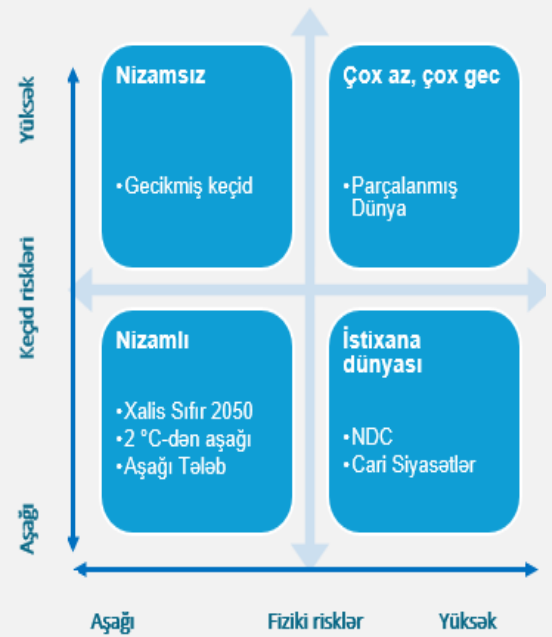 Yüksək
Keçid riskləri
Aşağı
Nizamsız
•Gecikmiş keçid
Çox az, çox gec
•Parçalanmış
Dünya
Nizamlı
•Xalis Sıfır 2050
•2 °C-dən aşağı
•Aşağı Tələb
İstixana
dünyası
•NDC
•Cari Siyasətlər
Aşağı
Fiziki risklər
Yüksək